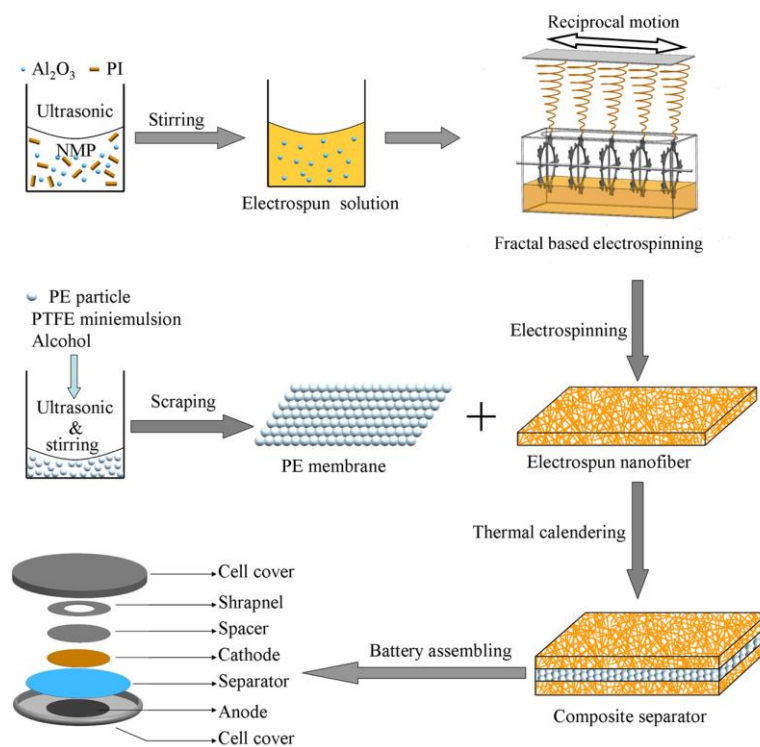 Reciprocal motion
Al₂O₃ PI
Ultrasonic
NMP
Stirring
Electrospun solution
Fractal based electrospinning
PE particle
PTFE miniemulsion
Alcohol
Ultrasonic
&
stirring
Scraping
PE membrane
+
Electrospinning
Electrospun nanofiber
Thermal calendering
Cell cover
Shrapnel
Spacer
Cathode
Separator
Anode
Cell cover
Battery assembling
Composite separator